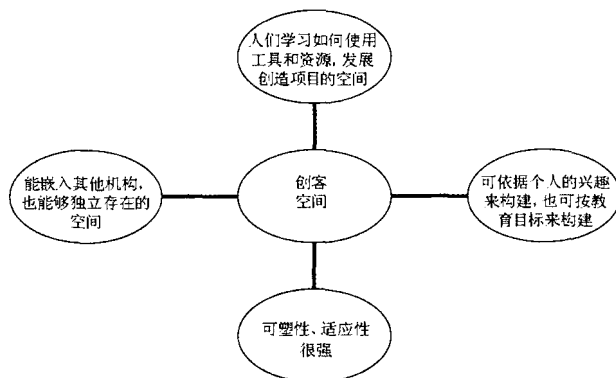 人们学习如何使用
工具和资源,发展
创造项目的空间
能嵌入其他机构,
也能够独立存在的
空间
创客
空间
可依据个人的兴趣
来构建,也可按教
育目标来构建
可塑性、适应性
很强